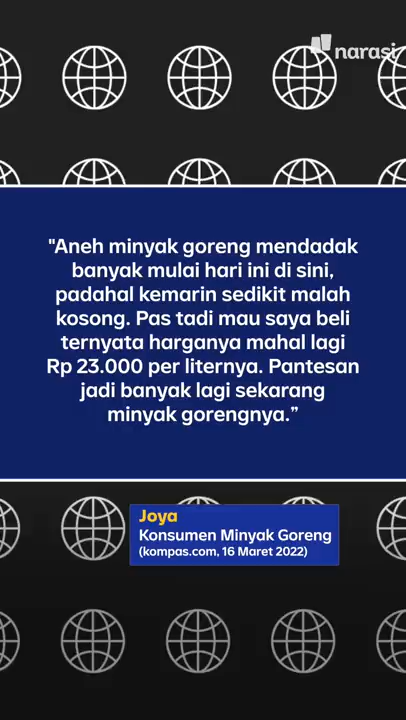 narasi
"Aneh minyak goreng mendadak
banyak mulai hari ini di sini,
padahal kemarin sedikit malah
kosong. Pas tadi mau saya beli
ternyata harganya mahal lagi
Rp 23.000 per liternya. Pantesan
jadi banyak lagi sekarang
minyak gorengnya.”
Joya
Konsumen Minyak Goreng
(kompas.com, 16 Maret 2022)